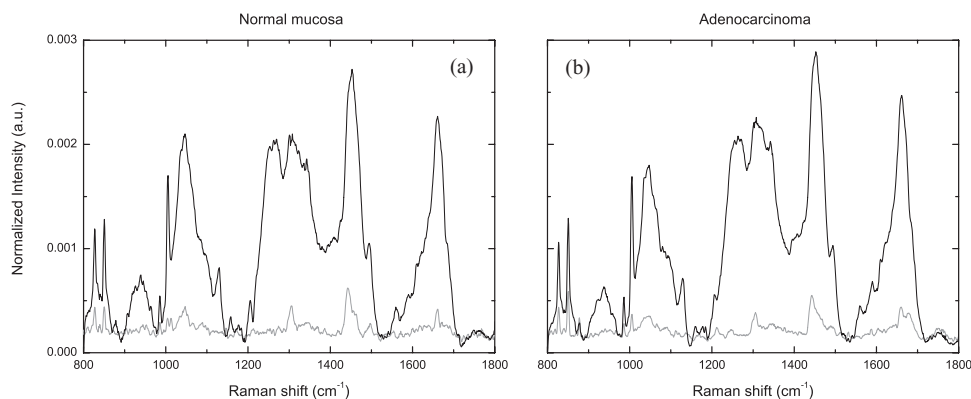 Normal mucosa
Adenocarcinoma
0.003
(a)
(b)
0.002
0.001
0.000
Normalized Intensity (a.u.)
800 1000 1200 1400 1600 1800
800 1000 1200 1400 1600 1800
Raman shift (cm⁻¹)
Raman shift (cm⁻¹)